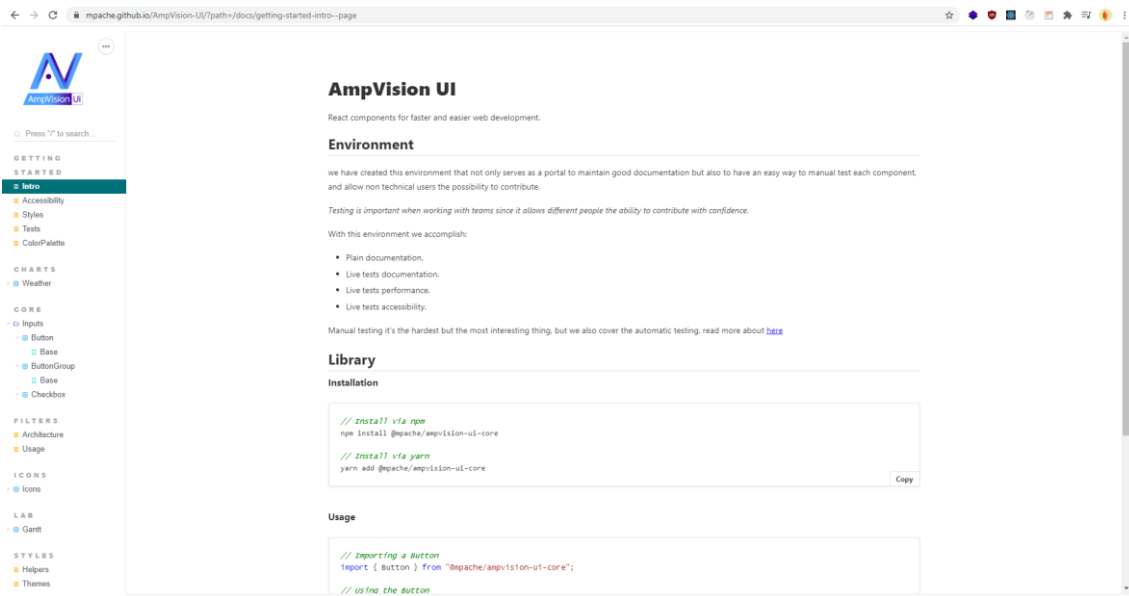 mpache.github.io/AmpVision-UI/?path=/docs/getting-started-intro--page
AmpVision Ui
Press "/" to search...
GETTING
STARTED
Intro
Accessibility
Styles
Tests
ColorPalette
CHARTS
Weather
CORE
Inputs
Button
Base
ButtonGroup
Base
Checkbox
FILTERS
Architecture
Usage
ICONS
Icons
LAB
Gantt
STYLES
Helpers
Themes
AmpVision UI
React components for faster and easier web development.
Environment
we have created this environment that not only serves as a portal to maintain good documentation but also to have an easy way to manual test each component,
and allow non technical users the possibility to contribute.
Testing is important when working with teams since it allows different people the ability to contribute with confidence.
With this environment we accomplish:
• Plain documentation.
• Live tests documentation.
• Live tests performance.
• Live tests accessibility.
Manual testing it's the hardest but the most interesting thing, but we also cover the automatic testing, read more about here
Library
Installation
// Install via npm
npm install @mpache/ampvision-ui-core
// Install via yarn
yarn add @mpache/ampvision-ui-core
Copy
Usage
// Importing a Button
import { Button } from "@mpache/ampvision-ui-core";
// Using the Button